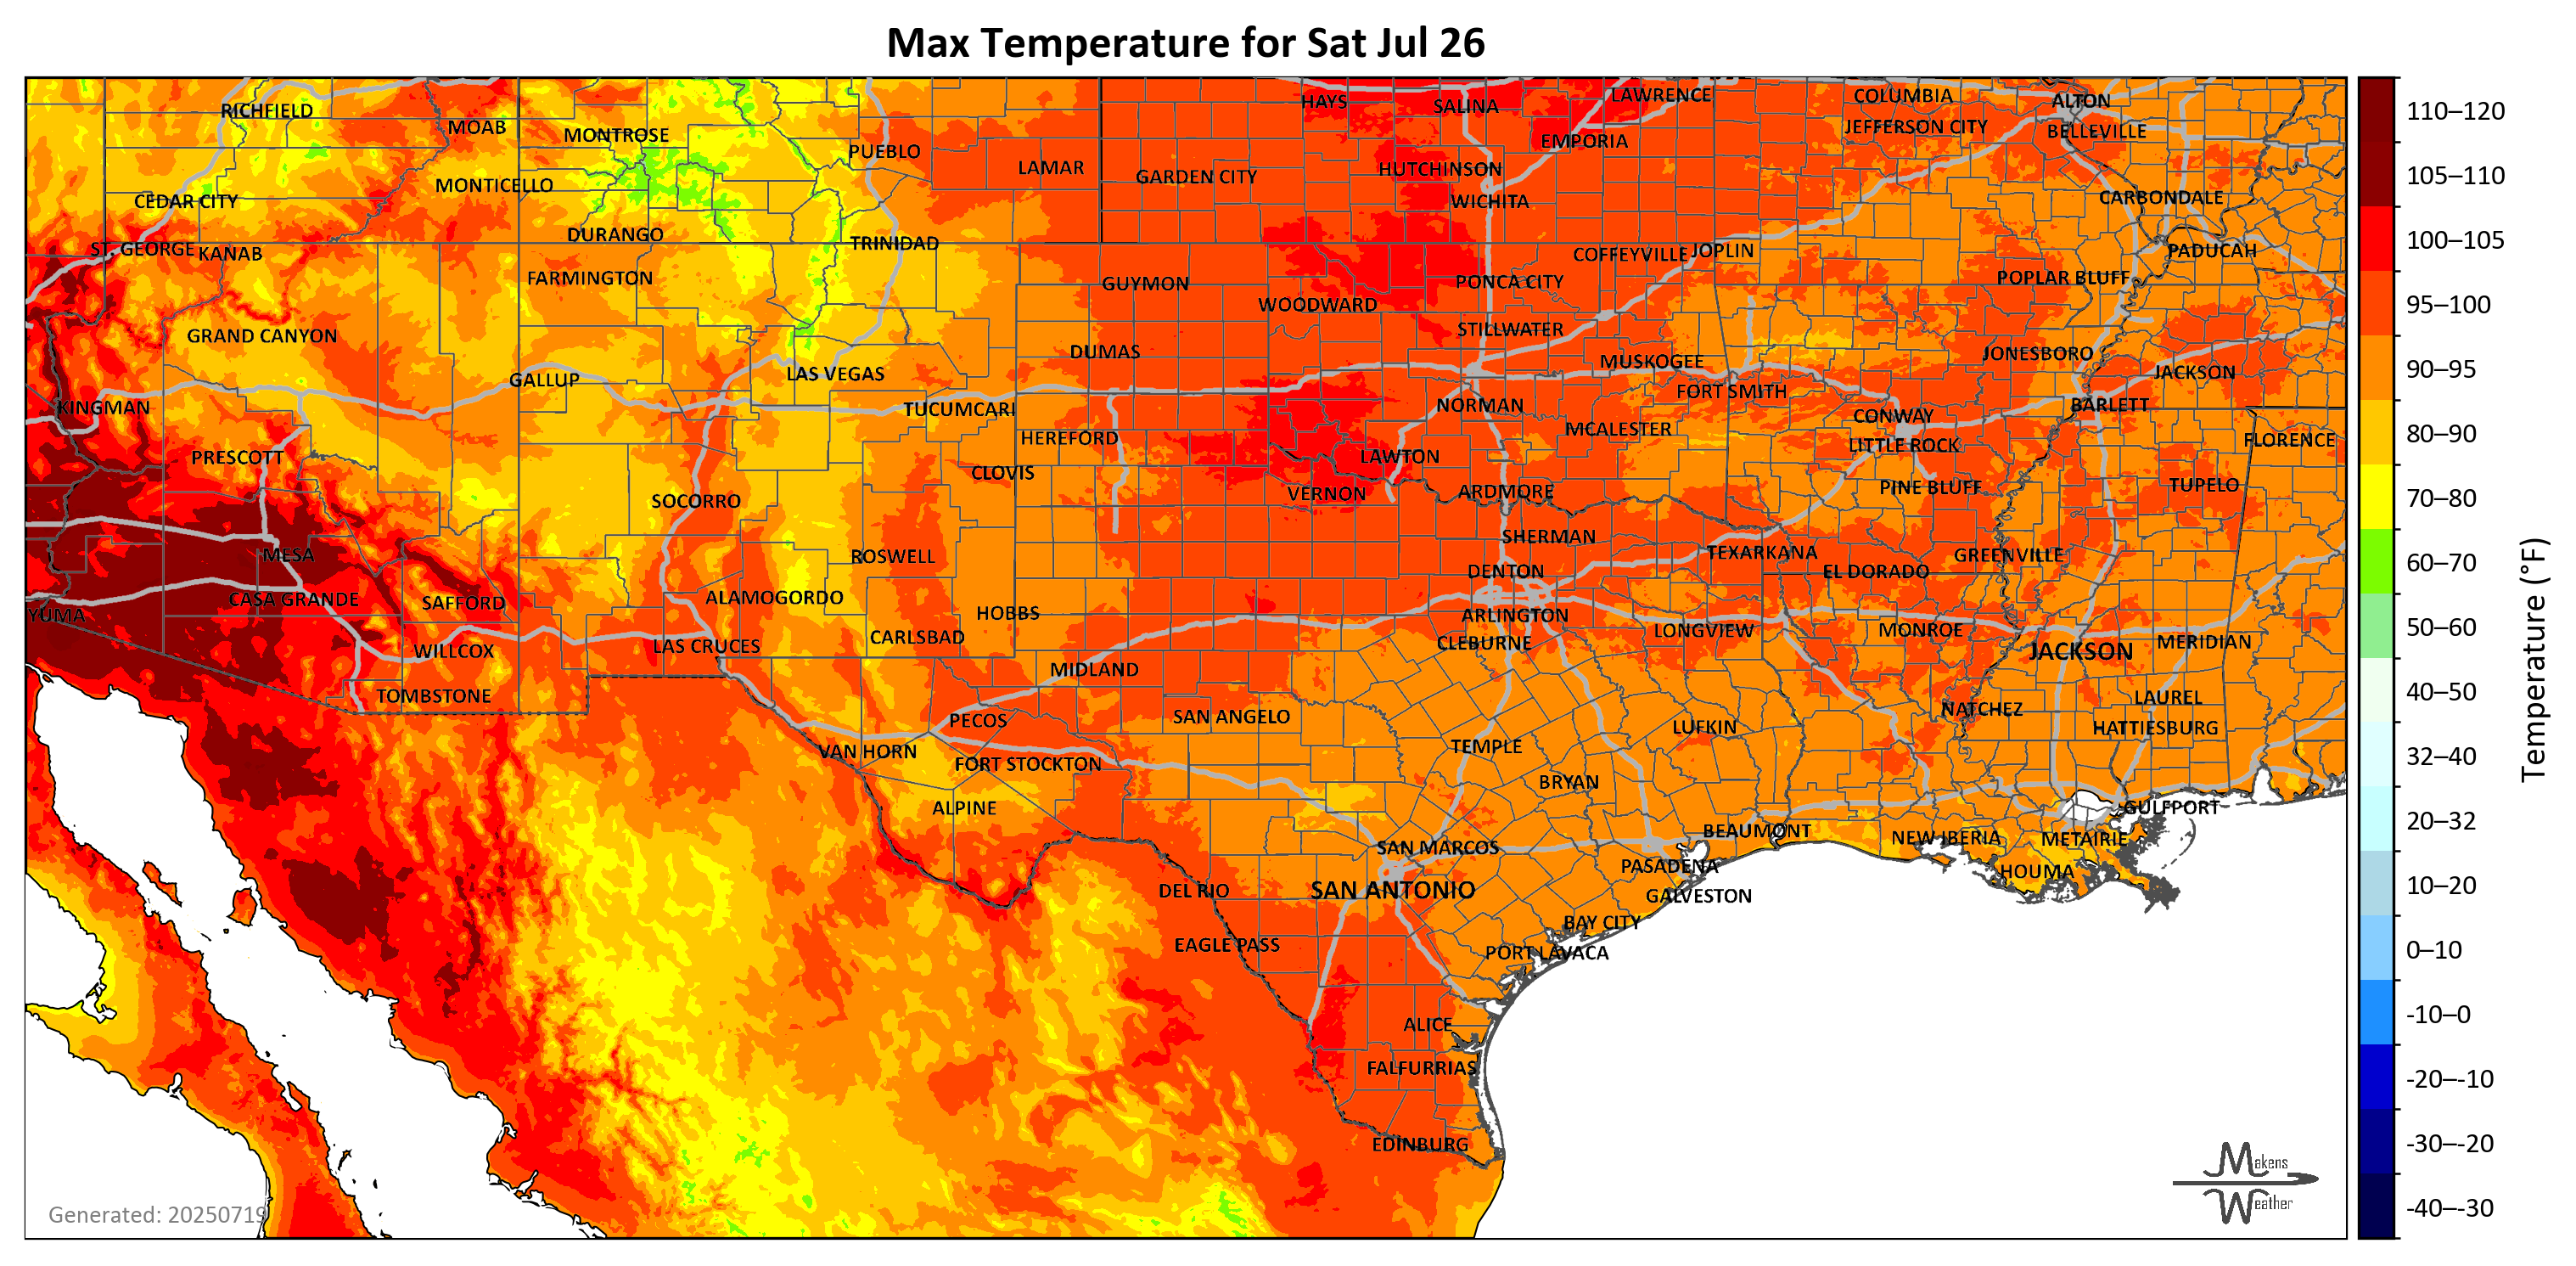 Max Temperature for Sat Jul 26
RICHFIELD
MOAB
MONTROSE
PUEBLO
LAMAR
GARDEN CITY
HAYS
SALINA
LAWRENCE
EMPORIA
HUTCHINSON
WICHITA
COLUMBIA
JEFFERSON CITY
ALTON
BELLEVILLE
CARBONDALE
PADUCAH
CEDAR CITY
MONTICELLO
DURANGO
TRINIDAD
ST. GEORGE
KANAB
FARMINGTON
GUYMON
WOODWARD
PONCA CITY
COFFEYVILLE
JOPLIN
POPLAR BLUFF
GRAND CANYON
GALLUP
LAS VEGAS
DUMAS
STILLWATER
MUSKOGEE
FORT SMITH
JONESBORO
JACKSON
KINGMAN
TUCUMCARI
HEREFORD
NORMAN
MCALESTER
CONWAY
LITTLE ROCK
BARLETT
FLORENCE
PRESCOTT
CLOVIS
LAWTON
VERNON
ARDMORE
PINE BLUFF
TUPELO
SOCORRO
MESA
ROSWELL
SHERMAN
DENTON
TEXARKANA
EL DORADO
GREENVILLE
YUMA
CASA GRANDE
SAFFORD
ALAMOGORDO
HOBBS
ARLINGTON
CLEBURNE
LONGVIEW
MONROE
JACKSON
MERIDIAN
WILLCOX
LAS CRUCES
CARLSBAD
MIDLAND
TOMBSTONE
PECOS
SAN ANGELO
LUFKIN
NATCHEZ
LAUREL
HATTIESBURG
VAN HORN
FORT STOCKTON
TEMPLE
BRYAN
ALPINE
SAN MARCOS
BEAUMONT
NEW IBERIA
METAIRIE
GULFPORT
DEL RIO
SAN ANTONIO
PASADENA
GALVESTON
HOUMA
EAGLE PASS
BAY CITY
PORT LAVACA
ALICE
FALFURRIAS
EDINBURG
Generated: 20250719
Makens
Weather
110–120
105–110
100–105
95–100
90–95
80–90
70–80
60–70
50–60
40–50
32–40
20–32
10–20
0–10
-10–0
-20–-10
-30–-20
-40–-30
Temperature (°F)